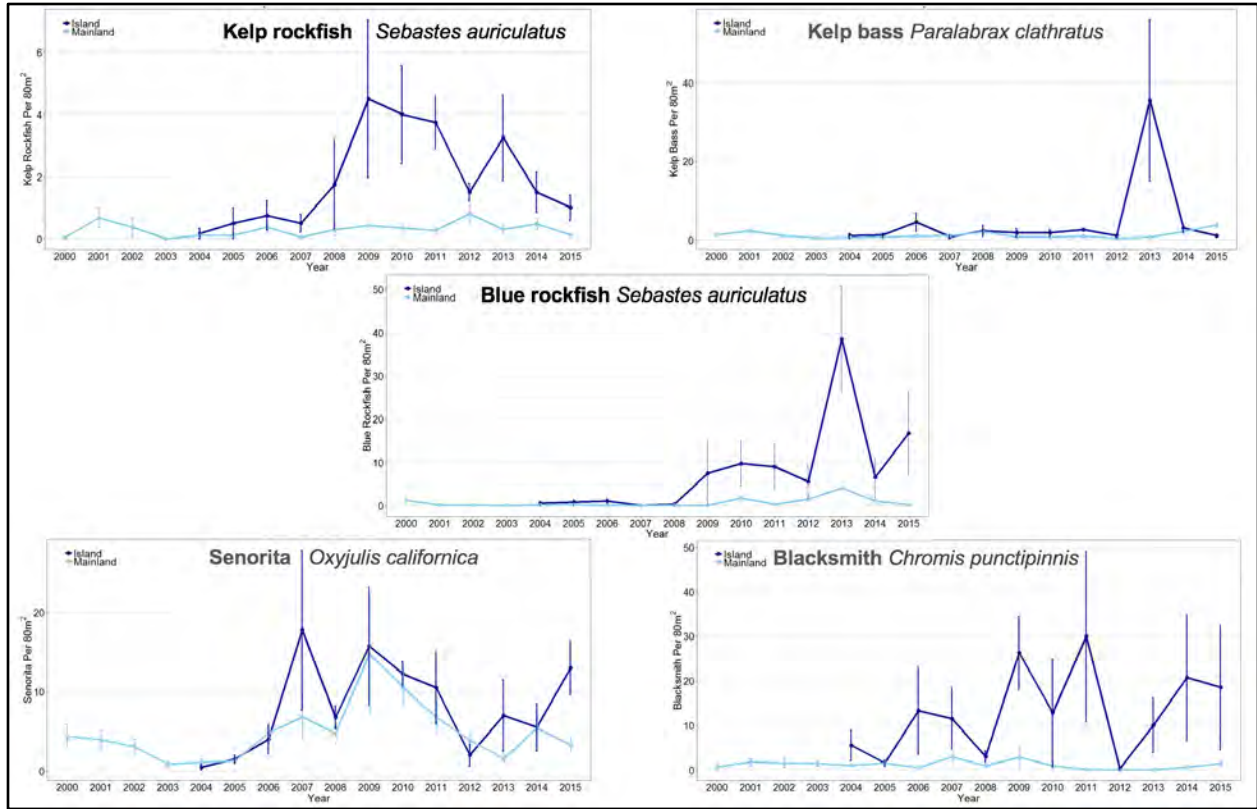 Kelp rockfish Sebastes auriculatus
Island
Mainland
Kelp Rockfish Per 80m²
6
4
2
0
2000 2001 2002 2003 2004 2005 2006 2007 2008 2009 2010 2011 2012 2013 2014 2015
Year
Kelp bass Paralabrax clathratus
Island
Mainland
Kelp Bass Per 80m²
40
20
0
2000 2001 2002 2003 2004 2005 2006 2007 2008 2009 2010 2011 2012 2013 2014 2015
Year
Blue rockfish Sebastes auriculatus
Island
Mainland
Blue Rockfish Per 80m²
50
40
30
20
10
0
2000 2001 2002 2003 2004 2005 2006 2007 2008 2009 2010 2011 2012 2013 2014 2015
Year
Senorita Oxyjulis californica
Island
Mainland
Senorita Per 80m²
20
10
0
2000 2001 2002 2003 2004 2005 2006 2007 2008 2009 2010 2011 2012 2013 2014 2015
Year
Blacksmith Chromis punctipinnis
Island
Mainland
Blacksmith Per 80m²
50
40
30
20
10
0
2000 2001 2002 2003 2004 2005 2006 2007 2008 2009 2010 2011 2012 2013 2014 2015
Year